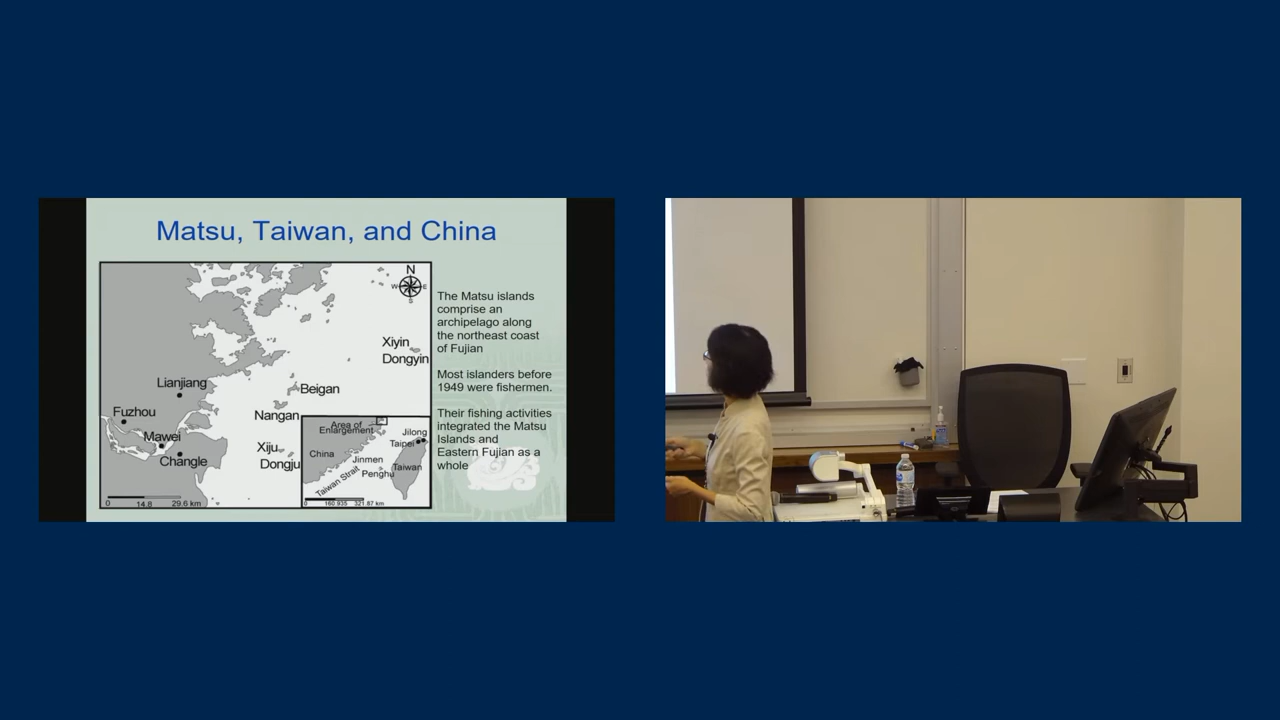 Matsu, Taiwan, and China
N
W
E
S
Xiyin
Dongyin
Lianjiang
Beigan
Fuzhou
Nangan
Mawei
Xiju
Changle
Dongju
0 14.8 29.6 km
Area of
Enlargement
Jilong
Taipei
China
Jinmen
Taiwan
Penghu
Taiwan Strait
0 160.935 321.87 km
The Matsu islands
comprise an
archipelago along
the northeast coast
of Fujian
Most islanders before
1949 were fishermen.
Their fishing activities
integrated the Matsu
Islands and
Eastern Fujian as a
whole